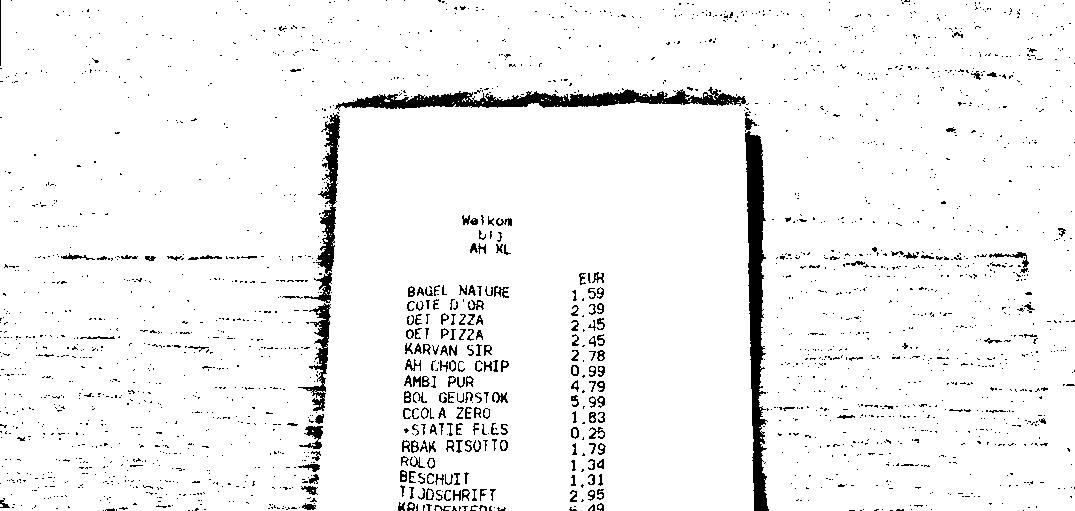 Welkom
bij
AH XL
EUR
BAGEL NATURE 1,59
COTE D'OR 2,39
OET PIZZA 2,45
OET PIZZA 2,45
KARVAN SIR 2,78
AH CHOC CHIP 0,99
AMBI PUR 4,79
BOL GEURSTOK 5,99
CCOLA ZERO 1,83
+STATIE FLES 0,25
RBAK RISOTTO 1,79
ROLO 1,34
BESCHUIT 1,31
TIJDSCHRIFT 2,95